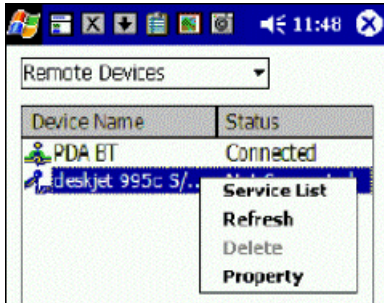 11:48
Remote Devices
Device Name Status
PDA BT Connected
deskjet 995c S/..
Service List
Refresh
Delete
Property